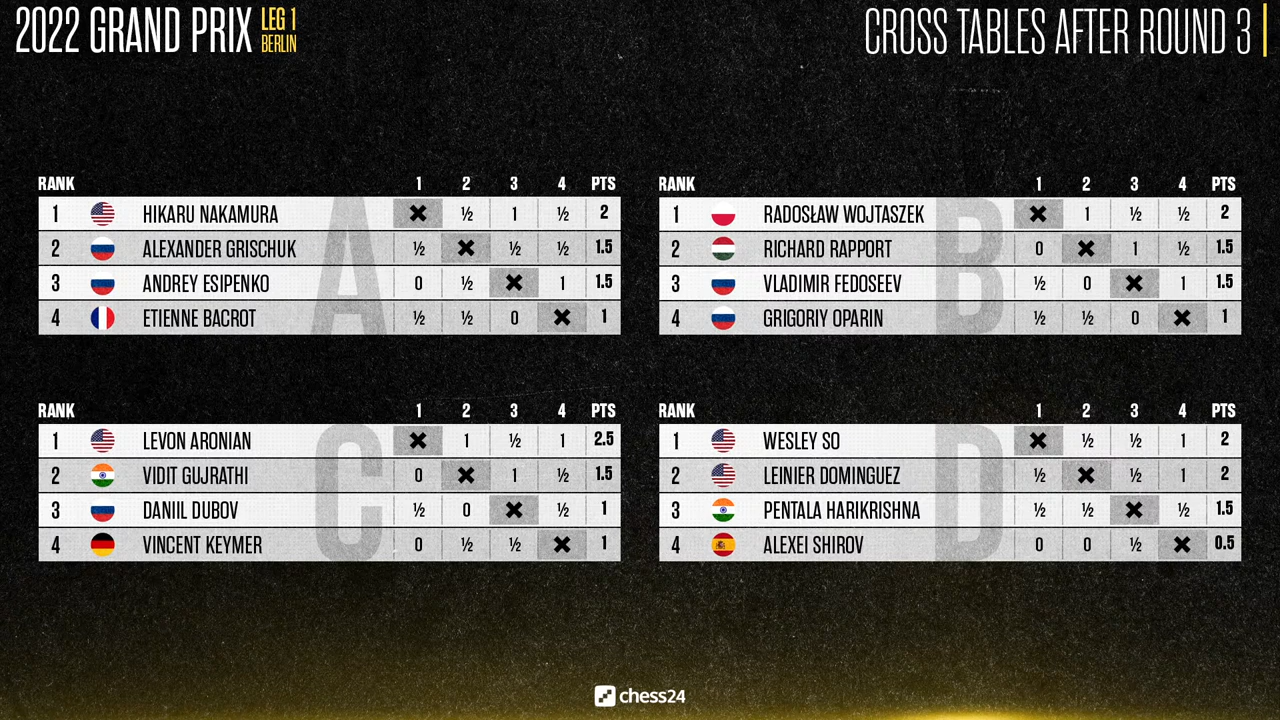 2022 GRAND PRIX LEG 1 BERLIN
CROSS TABLES AFTER ROUND 3
RANK 1 2 3 4 PTS
A
1 HIKARU NAKAMURA ✖ ½ 1 ½ 2
2 ALEXANDER GRISCHUK ½ ✖ ½ ½ 1.5
3 ANDREY ESIPENKO 0 ½ ✖ 1 1.5
4 ETIENNE BACROT ½ ½ 0 ✖ 1
RANK 1 2 3 4 PTS
B
1 RADOSŁAW WOJTASZEK ✖ 1 ½ ½ 2
2 RICHARD RAPPORT 0 ✖ 1 ½ 1.5
3 VLADIMIR FEDOSEEV ½ 0 ✖ 1 1.5
4 GRIGORIY OPARIN ½ ½ 0 ✖ 1
RANK 1 2 3 4 PTS
C
1 LEVON ARONIAN ✖ 1 ½ 1 2.5
2 VIDIT GUJRATHI 0 ✖ 1 ½ 1.5
3 DANIIL DUBOV ½ 0 ✖ ½ 1
4 VINCENT KEYMER 0 ½ ½ ✖ 1
RANK 1 2 3 4 PTS
D
1 WESLEY SO ✖ ½ ½ 1 2
2 LEINIER DOMINGUEZ ½ ✖ ½ 1 2
3 PENTALA HARIKRISHNA ½ ½ ✖ ½ 1.5
4 ALEXEI SHIROV 0 0 ½ ✖ 0.5
chess24